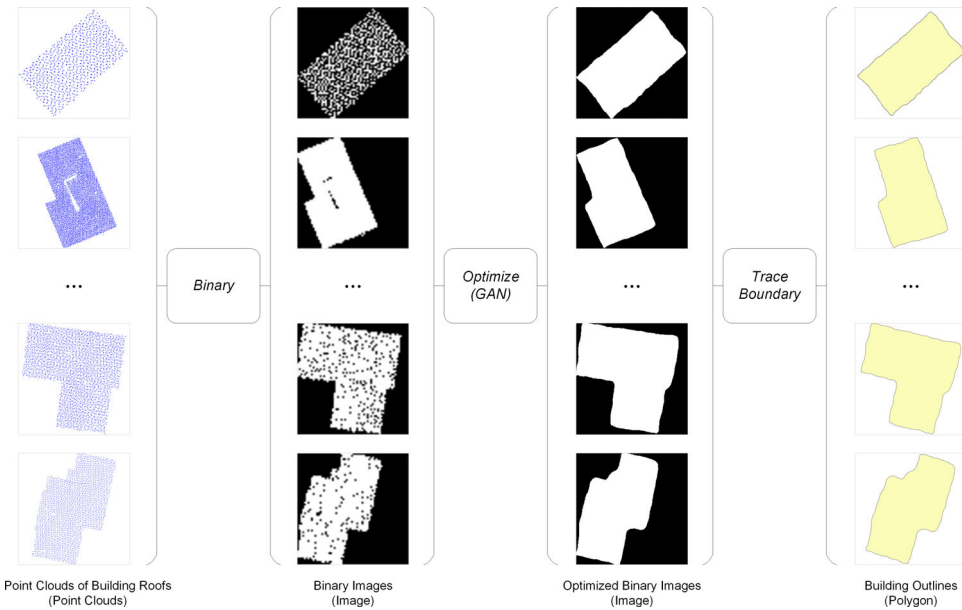 ...
...
...
...
Binary
Optimize
(GAN)
Trace
Boundary
Point Clouds of Building Roofs
(Point Clouds)
Binary Images
(Image)
Optimized Binary Images
(Image)
Building Outlines
(Polygon)